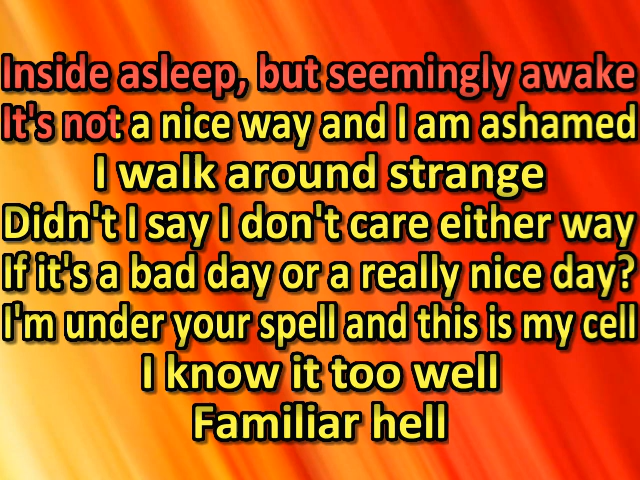 Inside asleep, but seemingly awake
It's not a nice way and I am ashamed
I walk around strange
Didn't I say I don't care either way
If it's a bad day or a really nice day?
I'm under your spell and this is my cell
I know it too well
Familiar hell